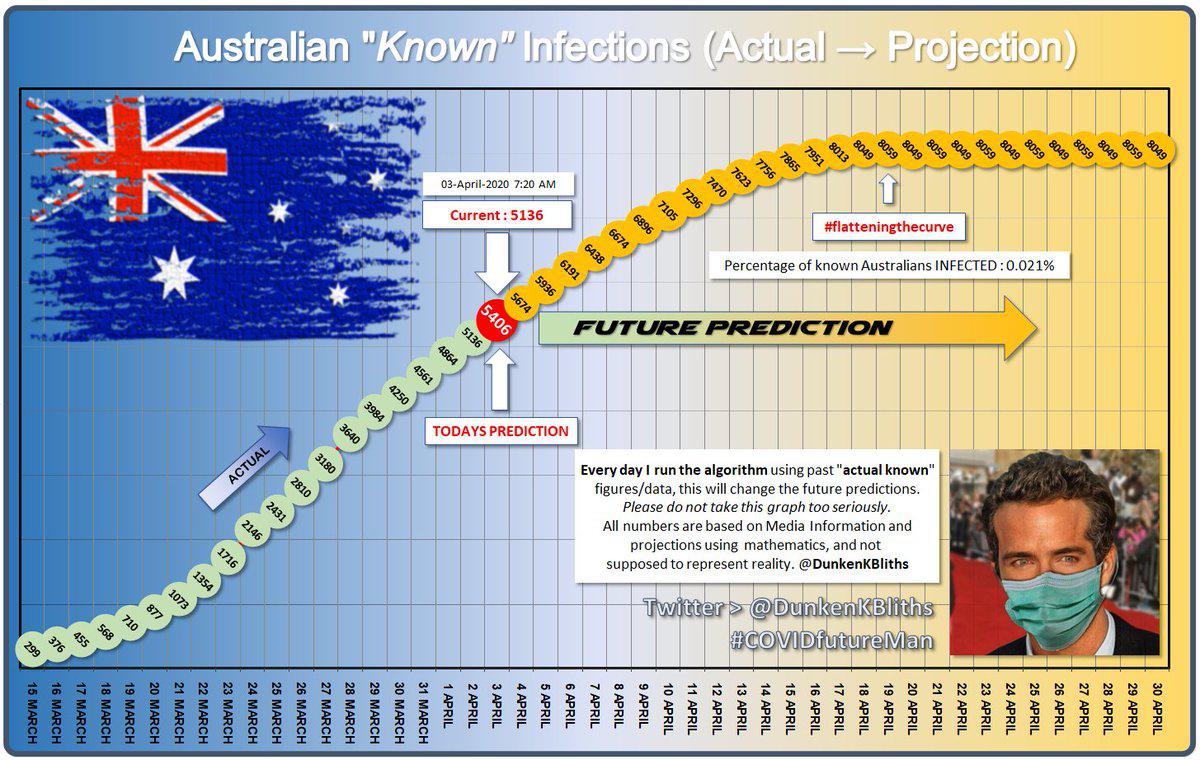 Australian "Known" Infections (Actual → Projection)
03-April-2020 7:20 AM
Current : 5136
5406
TODAYS PREDICTION
ACTUAL
299
376
455
568
710
877
1073
1354
1716
2146
2431
2810
3180
3640
3984
4250
4561
4864
5136
5674
5936
6191
6438
6674
6896
7105
7296
7470
7623
7756
7865
7951
8013
8049
8059
8049
8059
8049
8059
8049
8059
8049
8059
8049
8059
8049
#flatteningthecurve
Percentage of known Australians INFECTED : 0.021%
FUTURE PREDICTION
Every day I run the algorithm using past "actual known"
figures/data, this will change the future predictions.
Please do not take this graph too seriously.
All numbers are based on Media Information and
projections using mathematics, and not
supposed to represent reality. @DunkenKBliths
Twitter > @DunkenKBliths
#COVIDfutureMan
15 MARCH
16 MARCH
17 MARCH
18 MARCH
19 MARCH
20 MARCH
21 MARCH
22 MARCH
23 MARCH
24 MARCH
25 MARCH
26 MARCH
27 MARCH
28 MARCH
29 MARCH
30 MARCH
31 MARCH
1 APRIL
2 APRIL
3 APRIL
4 APRIL
5 APRIL
6 APRIL
7 APRIL
8 APRIL
9 APRIL
10 APRIL
11 APRIL
12 APRIL
13 APRIL
14 APRIL
15 APRIL
16 APRIL
17 APRIL
18 APRIL
19 APRIL
20 APRIL
21 APRIL
22 APRIL
23 APRIL
24 APRIL
25 APRIL
26 APRIL
27 APRIL
28 APRIL
29 APRIL
30 APRIL